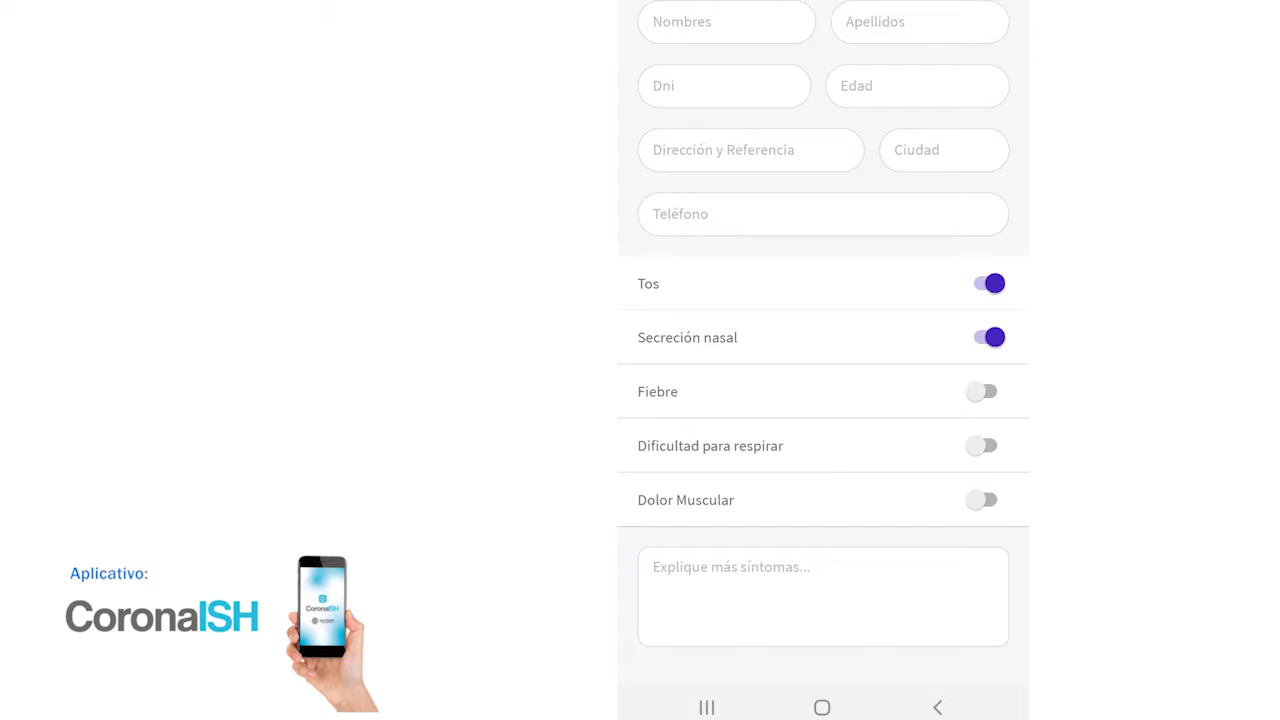 Nombres
Apellidos
Dni
Edad
Dirección y Referencia
Ciudad
Teléfono
Tos
Secreción nasal
Fiebre
Dificultad para respirar
Dolor Muscular
Explique más síntomas...
Aplicativo:
CoronaISH
CoronaISH